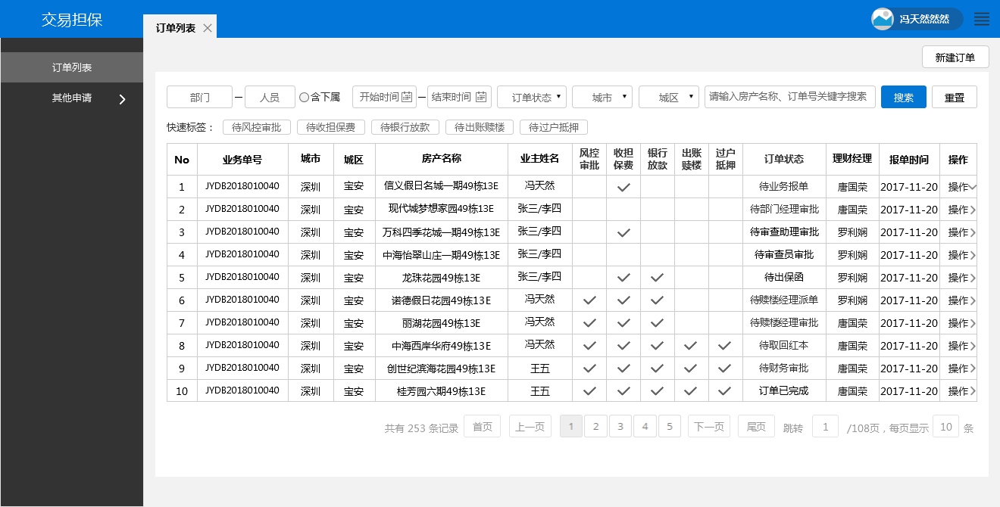 交易担保
订单列表
冯天然然然
订单列表
其他申请
新建订单
部门 人员 含下属 开始时间 结束时间 订单状态 城市 城区 请输入房产名称、订单号关键字搜索 搜索 重置
快速标签： 待风控审批 待收担保费 待银行放款 待出账赎楼 待过户抵押
No 业务单号 城市 城区 房产名称 业主姓名 风控审批 收担保费 银行放款 出账赎楼 过户抵押 订单状态 理财经理 报单时间 操作
1 JYDB2018010040 深圳 宝安 信义假日名城一期49栋13E 冯天然 ✓ 待业务报单 唐国荣 2017-11-20 操作
2 JYDB2018010040 深圳 宝安 现代城梦想家园49栋13E 张三/李四 待部门经理审批 唐国荣 2017-11-20 操作
3 JYDB2018010040 深圳 宝安 万科四季花城一期49栋13E 张三/李四 ✓ 待审查助理审批 罗利娴 2017-11-20 操作
4 JYDB2018010040 深圳 宝安 中海怡翠山庄一期49栋13E 张三/李四 待审查员审批 罗利娴 2017-11-20 操作
5 JYDB2018010040 深圳 宝安 龙珠花园49栋13E 张三/李四 ✓ ✓ 待出保函 罗利娴 2017-11-20 操作
6 JYDB2018010040 深圳 宝安 诺德假日花园49栋13E 冯天然 ✓ ✓ ✓ 待赎楼经理派单 罗利娴 2017-11-20 操作
7 JYDB2018010040 深圳 宝安 丽湖花园49栋13E 冯天然 ✓ ✓ ✓ 待赎楼经理审批 唐国荣 2017-11-20 操作
8 JYDB2018010040 深圳 宝安 中海西岸华府49栋13E 冯天然 ✓ ✓ ✓ ✓ ✓ 待取回红本 唐国荣 2017-11-20 操作
9 JYDB2018010040 深圳 宝安 创世纪滨海花园49栋13E 王五 ✓ ✓ ✓ ✓ ✓ 待财务审批 唐国荣 2017-11-20 操作
10 JYDB2018010040 深圳 宝安 桂芳园六期49栋13E 王五 ✓ ✓ ✓ ✓ ✓ 订单已完成 唐国荣 2017-11-20 操作
共有 253 条记录 首页 上一页 1 2 3 4 5 下一页 尾页 跳转 1 /108页，每页显示 10 条